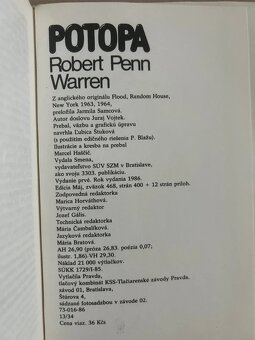 POTOPA
Robert Penn
Warren
Z anglického originálu Flood, Random House,
New York 1963, 1964,
preložila Jarmila Samcová.
Autor doslovu Juraj Vojtek.
Prebal, väzbu a grafickú úpravu
navrhla Ľubica Štuková
(s použitím edičného riešenia P. Blažu).
Ilustrácie a kresba na prebal
Marcel Haščič.
Vydala Smena,
vydavateľstvo SÚV SZM v Bratislave,
ako svoju 3303. publikáciu.
Vydanie prvé. Rok vydania 1986.
Edícia Máj, zväzok 468, strán 400 + 12 strán príloh.
Zodpovedná redaktorka
Marica Horváthová.
Výtvarný redaktor
Jozef Gális.
Technická redaktorka
Mária Čambalíková.
Jazyková redaktorka
Mária Bratová.
AH 26,90 (próza 26,83. poézia 0,07;
ilustr. 1,86). VH 29,30.
Náklad 21 000 výtlačkov.
SÚKK 1729/I-85.
Vytlačila Pravda,
tlačový kombinát KSS-Tlačiarenské závody Pravda,
závod 01, Bratislava,
Štúrova 4,
sádzané fotosadzbou v závode 02.
73-016-86
13/34
Cena viaz. 36 Kčs